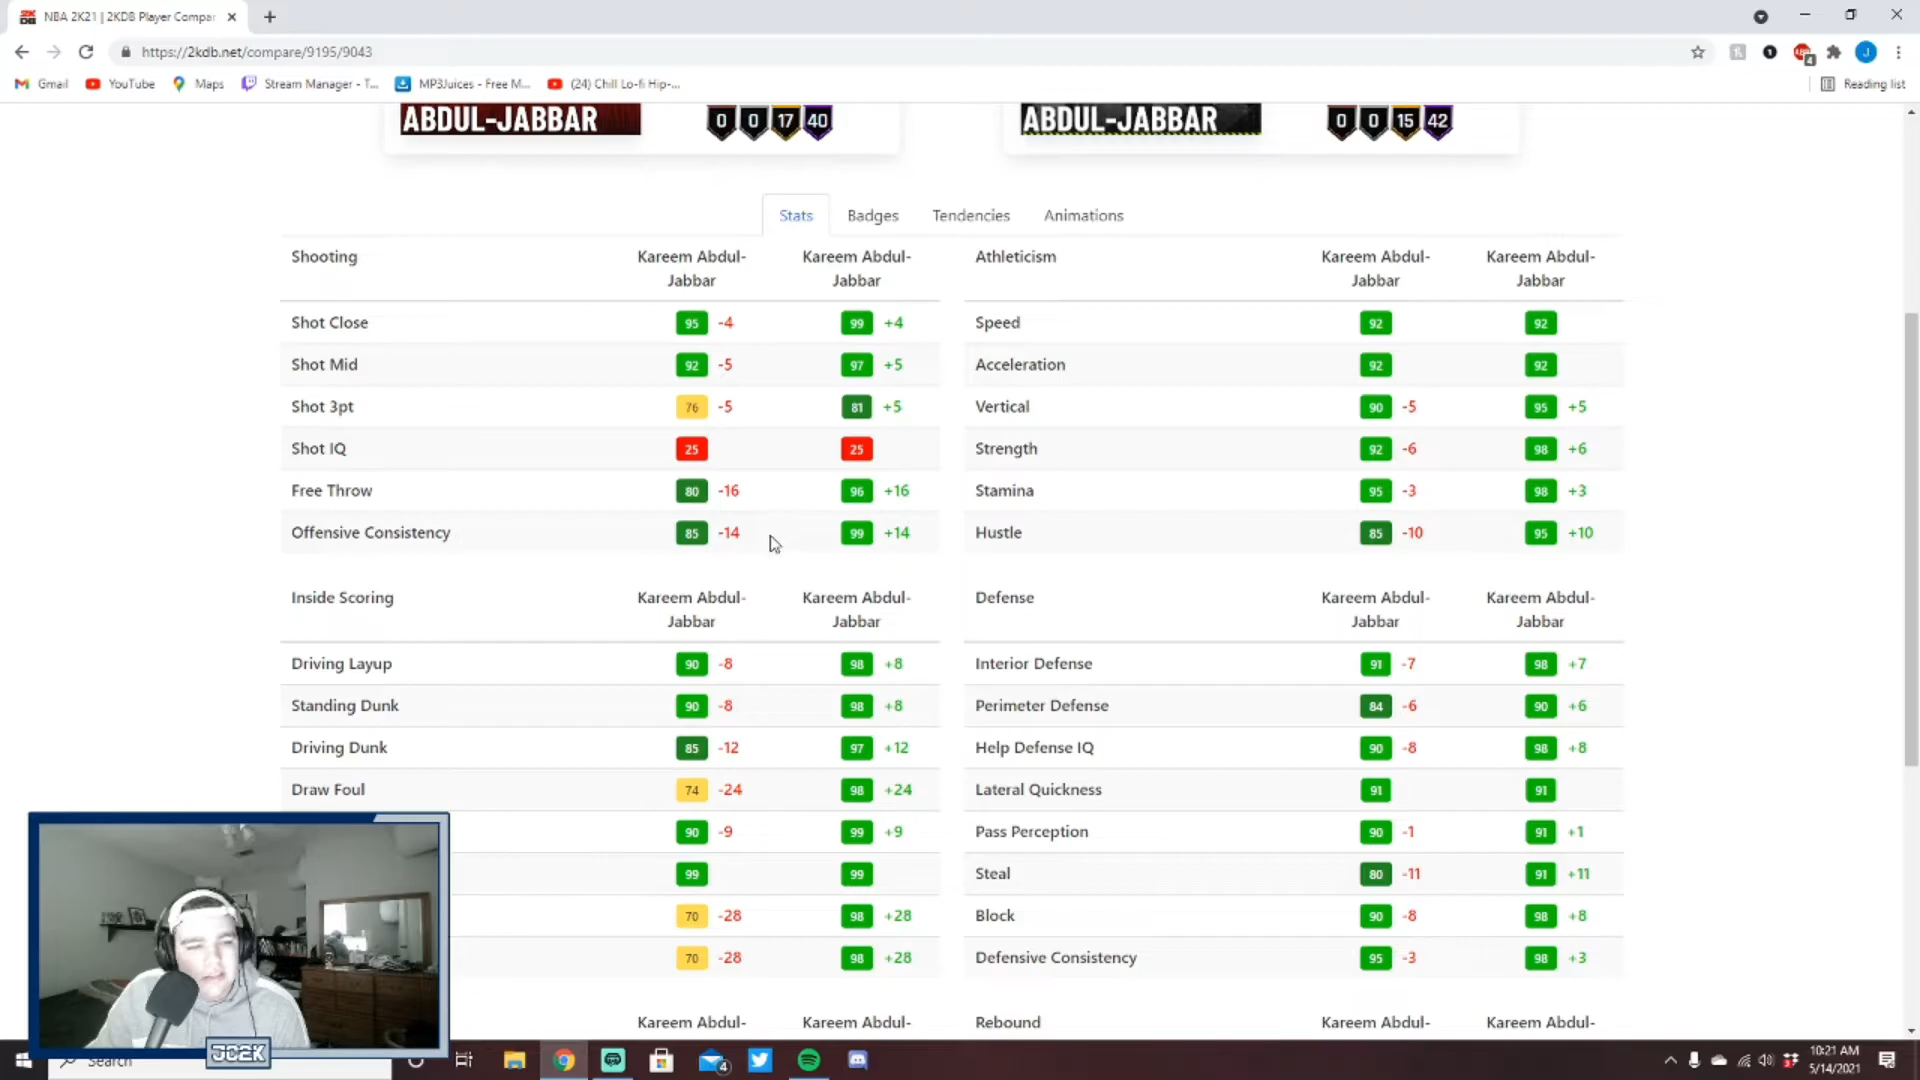 NBA 2K21 | 2KDB Player Compar
https://2kdb.net/compare/9195/9043
J
4
Gmail YouTube Maps Stream Manager - T... MP3Juices - Free M... (24) Chill Lo-fi Hip-... Reading list
ABDUL-JABBAR 0 0 17 40 ABDUL-JABBAR 0 0 15 42
Stats Badges Tendencies Animations
Shooting Kareem Abdul-Jabbar Kareem Abdul-Jabbar
Shot Close 95 -4 99 +4
Shot Mid 92 -5 97 +5
Shot 3pt 76 -5 81 +5
Shot IQ 25 25
Free Throw 80 -16 96 +16
Offensive Consistency 85 -14 99 +14
Athleticism Kareem Abdul-Jabbar Kareem Abdul-Jabbar
Speed 92 92
Acceleration 92 92
Vertical 90 -5 95 +5
Strength 92 -6 98 +6
Stamina 95 -3 98 +3
Hustle 85 -10 95 +10
Inside Scoring Kareem Abdul-Jabbar Kareem Abdul-Jabbar
Driving Layup 90 -8 98 +8
Standing Dunk 90 -8 98 +8
Driving Dunk 85 -12 97 +12
Draw Foul 74 -24 98 +24
90 -9 99 +9
99 99
70 -28 98 +28
70 -28 98 +28
Defense Kareem Abdul-Jabbar Kareem Abdul-Jabbar
Interior Defense 91 -7 98 +7
Perimeter Defense 84 -6 90 +6
Help Defense IQ 90 -8 98 +8
Lateral Quickness 91 91
Pass Perception 90 -1 91 +1
Steal 80 -11 91 +11
Block 90 -8 98 +8
Defensive Consistency 95 -3 98 +3
Kareem Abdul- Kareem Abdul- Rebound Kareem Abdul- Kareem Abdul-
JC2K
Search
4
10:21 AM
5/14/2021